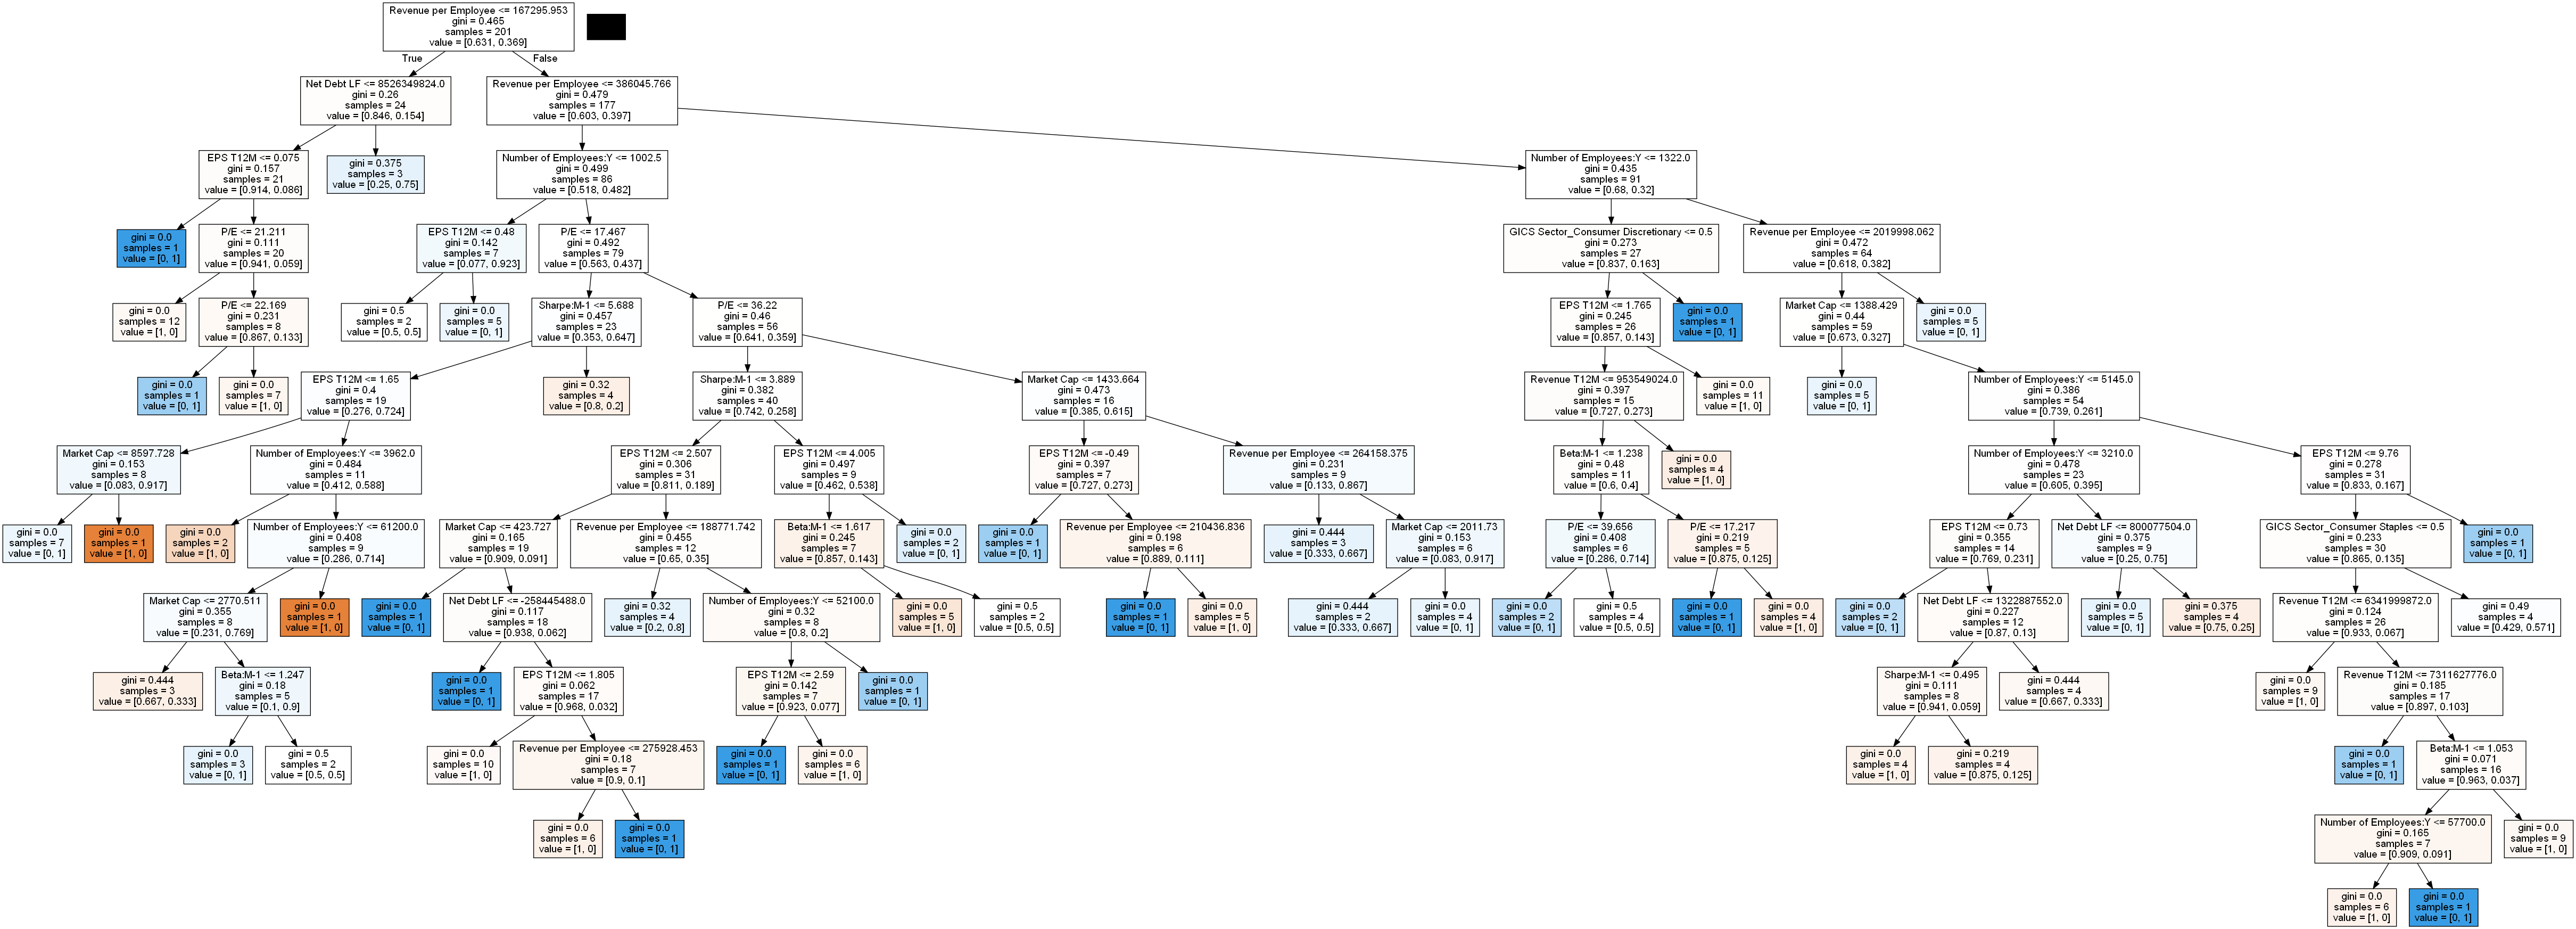 Revenue per Employee <= 167295.953
gini = 0.465
samples = 201
value = [0.631, 0.369]
True
False
Net Debt LF <= 8526349824.0
gini = 0.26
samples = 24
value = [0.846, 0.154]
Revenue per Employee <= 386045.766
gini = 0.479
samples = 177
value = [0.603, 0.397]
EPS T12M <= 0.075
gini = 0.157
samples = 21
value = [0.914, 0.086]
gini = 0.375
samples = 3
value = [0.25, 0.75]
Number of Employees:Y <= 1002.5
gini = 0.499
samples = 86
value = [0.518, 0.482]
Number of Employees:Y <= 1322.0
gini = 0.435
samples = 91
value = [0.68, 0.32]
gini = 0.0
samples = 1
value = [0, 1]
P/E <= 21.211
gini = 0.111
samples = 20
value = [0.941, 0.059]
EPS T12M <= 0.48
gini = 0.142
samples = 7
value = [0.077, 0.923]
P/E <= 17.467
gini = 0.492
samples = 79
value = [0.563, 0.437]
GICS Sector_Consumer Discretionary <= 0.5
gini = 0.273
samples = 27
value = [0.837, 0.163]
Revenue per Employee <= 2019998.062
gini = 0.472
samples = 64
value = [0.618, 0.382]
gini = 0.0
samples = 12
value = [1, 0]
P/E <= 22.169
gini = 0.231
samples = 8
value = [0.867, 0.133]
gini = 0.5
samples = 2
value = [0.5, 0.5]
gini = 0.0
samples = 5
value = [0, 1]
Sharpe:M-1 <= 5.688
gini = 0.457
samples = 23
value = [0.353, 0.647]
P/E <= 36.22
gini = 0.46
samples = 56
value = [0.641, 0.359]
EPS T12M <= 1.765
gini = 0.245
samples = 26
value = [0.857, 0.143]
gini = 0.0
samples = 1
value = [0, 1]
Market Cap <= 1388.429
gini = 0.44
samples = 59
value = [0.673, 0.327]
gini = 0.0
samples = 5
value = [0, 1]
gini = 0.0
samples = 1
value = [0, 1]
gini = 0.0
samples = 7
value = [1, 0]
EPS T12M <= 1.65
gini = 0.4
samples = 19
value = [0.276, 0.724]
gini = 0.32
samples = 4
value = [0.8, 0.2]
Sharpe:M-1 <= 3.889
gini = 0.382
samples = 40
value = [0.742, 0.258]
Market Cap <= 1433.664
gini = 0.473
samples = 16
value = [0.385, 0.615]
Revenue T12M <= 953549024.0
gini = 0.397
samples = 15
value = [0.727, 0.273]
gini = 0.0
samples = 11
value = [1, 0]
gini = 0.0
samples = 5
value = [0, 1]
Number of Employees:Y <= 5145.0
gini = 0.386
samples = 54
value = [0.739, 0.261]
Market Cap <= 8597.728
gini = 0.153
samples = 8
value = [0.083, 0.917]
Number of Employees:Y <= 3962.0
gini = 0.484
samples = 11
value = [0.412, 0.588]
EPS T12M <= 2.507
gini = 0.306
samples = 31
value = [0.811, 0.189]
EPS T12M <= 4.005
gini = 0.497
samples = 9
value = [0.462, 0.538]
EPS T12M <= -0.49
gini = 0.397
samples = 7
value = [0.727, 0.273]
Revenue per Employee <= 264158.375
gini = 0.231
samples = 9
value = [0.133, 0.867]
Beta:M-1 <= 1.238
gini = 0.48
samples = 11
value = [0.6, 0.4]
gini = 0.0
samples = 4
value = [1, 0]
Number of Employees:Y <= 3210.0
gini = 0.478
samples = 23
value = [0.605, 0.395]
EPS T12M <= 9.76
gini = 0.278
samples = 31
value = [0.833, 0.167]
gini = 0.0
samples = 7
value = [0, 1]
gini = 0.0
samples = 1
value = [1, 0]
gini = 0.0
samples = 2
value = [1, 0]
Number of Employees:Y <= 61200.0
gini = 0.408
samples = 9
value = [0.286, 0.714]
Market Cap <= 423.727
gini = 0.165
samples = 19
value = [0.909, 0.091]
Revenue per Employee <= 188771.742
gini = 0.455
samples = 12
value = [0.65, 0.35]
Beta:M-1 <= 1.617
gini = 0.245
samples = 7
value = [0.857, 0.143]
gini = 0.0
samples = 2
value = [0, 1]
gini = 0.0
samples = 1
value = [0, 1]
Revenue per Employee <= 210436.836
gini = 0.198
samples = 6
value = [0.889, 0.111]
gini = 0.444
samples = 3
value = [0.333, 0.667]
Market Cap <= 2011.73
gini = 0.153
samples = 6
value = [0.083, 0.917]
P/E <= 39.656
gini = 0.408
samples = 6
value = [0.286, 0.714]
P/E <= 17.217
gini = 0.219
samples = 5
value = [0.875, 0.125]
EPS T12M <= 0.73
gini = 0.355
samples = 14
value = [0.769, 0.231]
Net Debt LF <= 800077504.0
gini = 0.375
samples = 9
value = [0.25, 0.75]
GICS Sector_Consumer Staples <= 0.5
gini = 0.233
samples = 30
value = [0.865, 0.135]
gini = 0.0
samples = 1
value = [0, 1]
Market Cap <= 2770.511
gini = 0.355
samples = 8
value = [0.231, 0.769]
gini = 0.0
samples = 1
value = [1, 0]
gini = 0.0
samples = 1
value = [0, 1]
Net Debt LF <= -258445488.0
gini = 0.117
samples = 18
value = [0.938, 0.062]
gini = 0.32
samples = 4
value = [0.2, 0.8]
Number of Employees:Y <= 52100.0
gini = 0.32
samples = 8
value = [0.8, 0.2]
gini = 0.0
samples = 5
value = [1, 0]
gini = 0.5
samples = 2
value = [0.5, 0.5]
gini = 0.0
samples = 1
value = [0, 1]
gini = 0.0
samples = 5
value = [1, 0]
gini = 0.444
samples = 2
value = [0.333, 0.667]
gini = 0.0
samples = 4
value = [0, 1]
gini = 0.0
samples = 2
value = [0, 1]
gini = 0.5
samples = 4
value = [0.5, 0.5]
gini = 0.0
samples = 1
value = [0, 1]
gini = 0.0
samples = 4
value = [1, 0]
gini = 0.0
samples = 2
value = [0, 1]
Net Debt LF <= 1322887552.0
gini = 0.227
samples = 12
value = [0.87, 0.13]
gini = 0.0
samples = 5
value = [0, 1]
gini = 0.375
samples = 4
value = [0.75, 0.25]
Revenue T12M <= 6341999872.0
gini = 0.124
samples = 26
value = [0.933, 0.067]
gini = 0.49
samples = 4
value = [0.429, 0.571]
gini = 0.444
samples = 3
value = [0.667, 0.333]
Beta:M-1 <= 1.247
gini = 0.18
samples = 5
value = [0.1, 0.9]
gini = 0.0
samples = 1
value = [0, 1]
EPS T12M <= 1.805
gini = 0.062
samples = 17
value = [0.968, 0.032]
EPS T12M <= 2.59
gini = 0.142
samples = 7
value = [0.923, 0.077]
gini = 0.0
samples = 1
value = [0, 1]
Sharpe:M-1 <= 0.495
gini = 0.111
samples = 8
value = [0.941, 0.059]
gini = 0.444
samples = 4
value = [0.667, 0.333]
gini = 0.0
samples = 9
value = [1, 0]
Revenue T12M <= 7311627776.0
gini = 0.185
samples = 17
value = [0.897, 0.103]
gini = 0.0
samples = 3
value = [0, 1]
gini = 0.5
samples = 2
value = [0.5, 0.5]
gini = 0.0
samples = 10
value = [1, 0]
Revenue per Employee <= 275928.453
gini = 0.18
samples = 7
value = [0.9, 0.1]
gini = 0.0
samples = 1
value = [0, 1]
gini = 0.0
samples = 6
value = [1, 0]
gini = 0.0
samples = 4
value = [1, 0]
gini = 0.219
samples = 4
value = [0.875, 0.125]
gini = 0.0
samples = 1
value = [0, 1]
Beta:M-1 <= 1.053
gini = 0.071
samples = 16
value = [0.963, 0.037]
gini = 0.0
samples = 6
value = [1, 0]
gini = 0.0
samples = 1
value = [0, 1]
Number of Employees:Y <= 57700.0
gini = 0.165
samples = 7
value = [0.909, 0.091]
gini = 0.0
samples = 9
value = [1, 0]
gini = 0.0
samples = 6
value = [1, 0]
gini = 0.0
samples = 1
value = [0, 1]